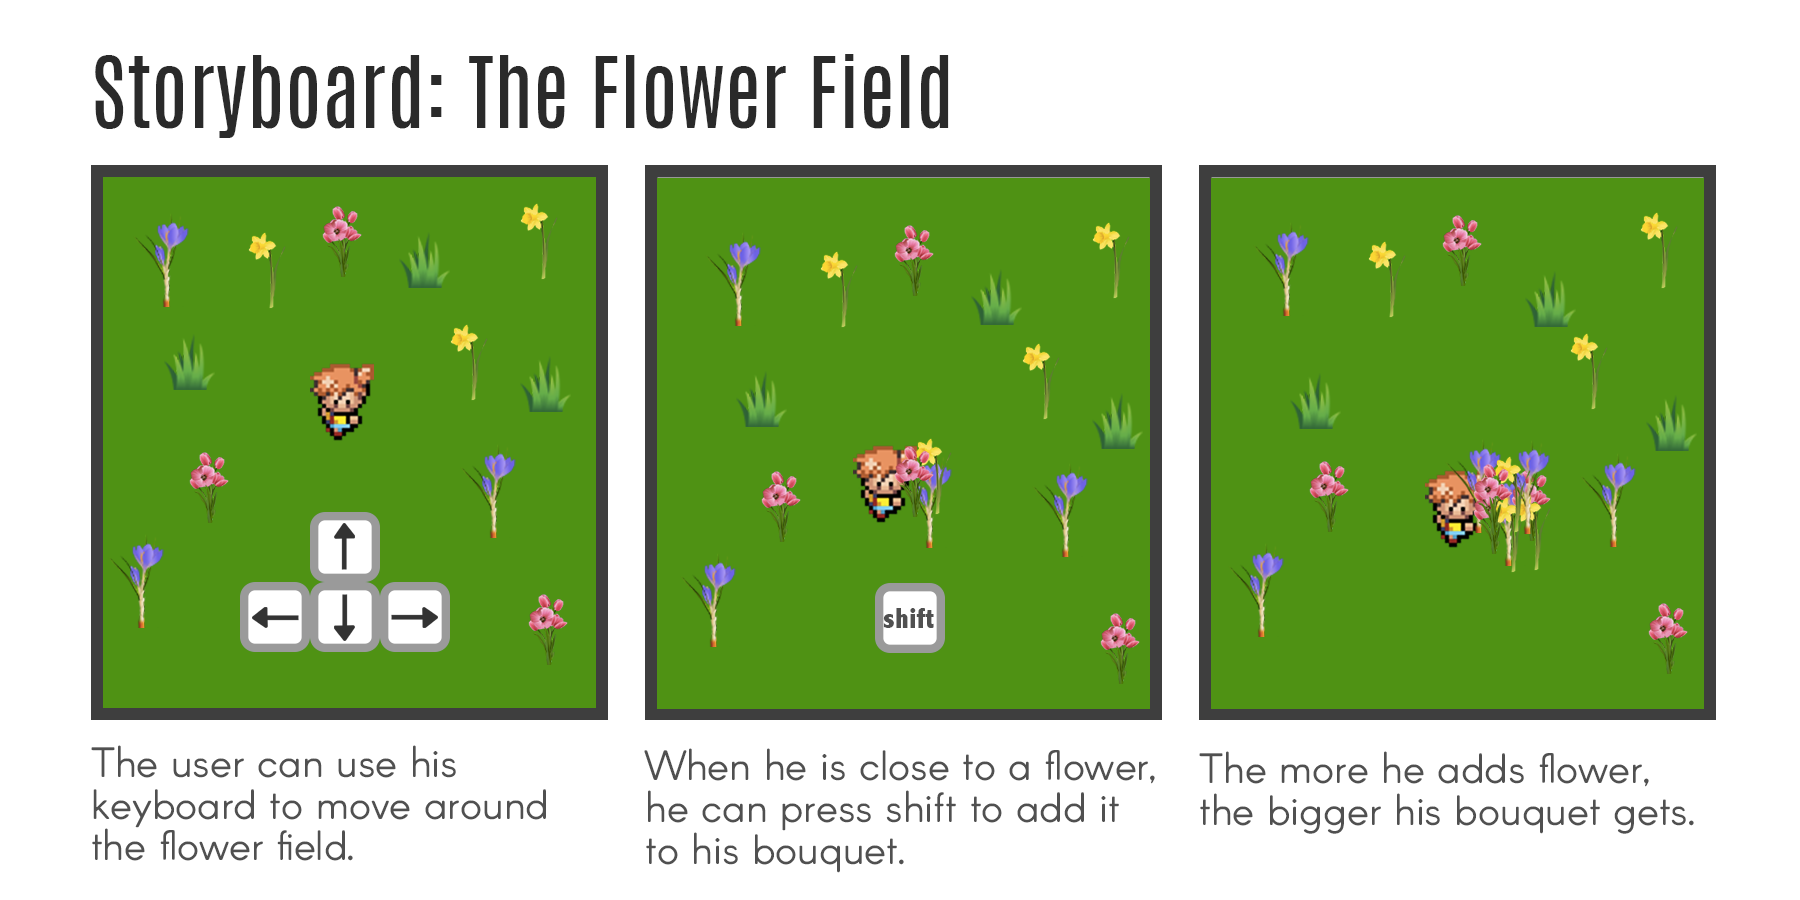 Storyboard: The Flower Field
shift
The user can use his
keyboard to move around
the flower field.
When he is close to a flower,
he can press shift to add it
to his bouquet.
The more he adds flower,
the bigger his bouquet gets.